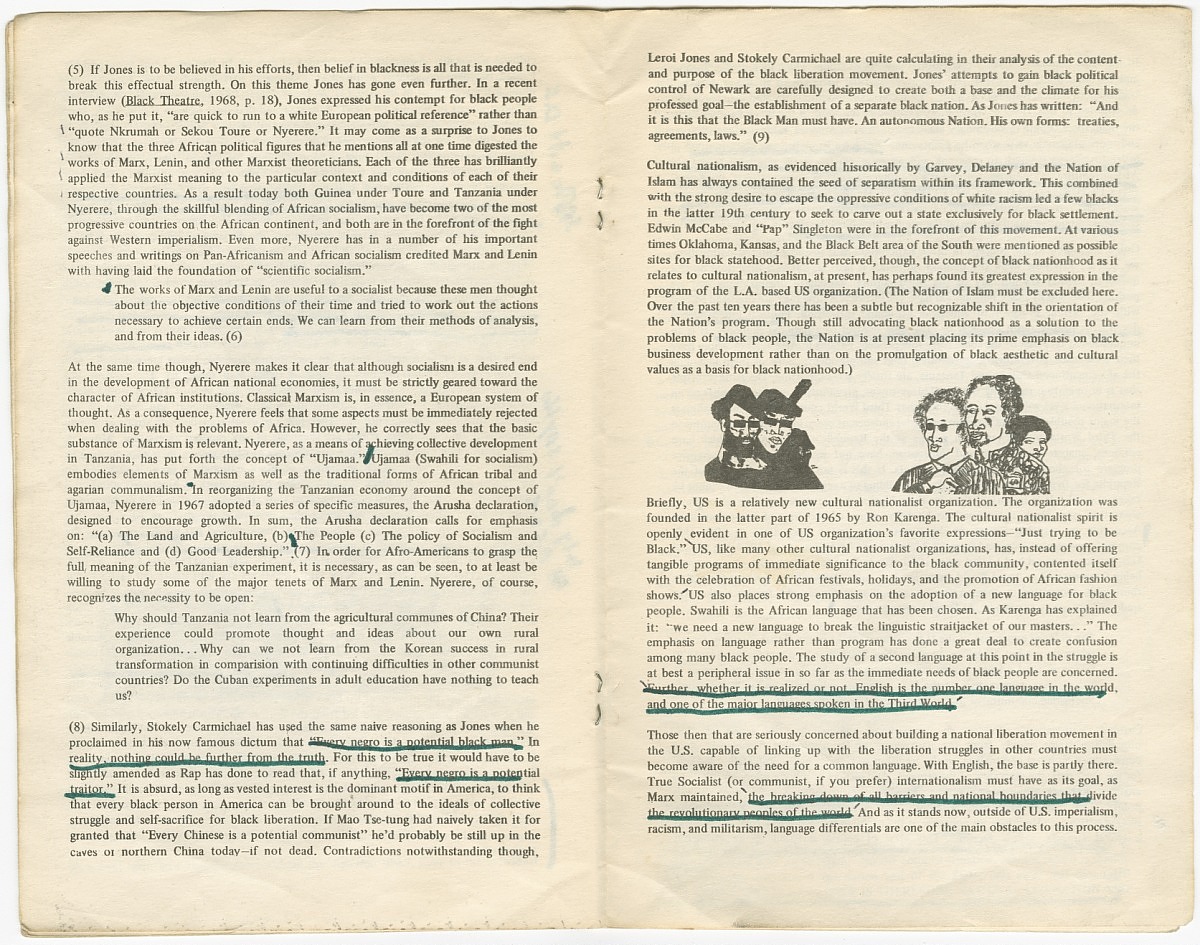 (5) If Jones is to be believed in his efforts, then belief in blackness is all that is needed to
break this effectual strength. On this theme Jones has gone even further. In a recent
interview (Black Theatre, 1968, p. 18), Jones expressed his contempt for black people
who, as he put it, “are quick to run to a white European political reference” rather than
“quote Nkrumah or Sekou Toure or Nyerere.” It may come as a surprise to Jones to
know that the three African political figures that he mentions all at one time digested the
works of Marx, Lenin, and other Marxist theoreticians. Each of the three has brilliantly
applied the Marxist meaning to the particular context and conditions of each of their
respective countries. As a result today both Guinea under Toure and Tanzania under
Nyerere, through the skillful blending of African socialism, have become two of the most
progressive countries on the African continent, and both are in the forefront of the fight
against Western imperialism. Even more, Nyerere has in a number of his important
speeches and writings on Pan-Africanism and African socialism credited Marx and Lenin
with having laid the foundation of “scientific socialism.”
The works of Marx and Lenin are useful to a socialist because these men thought
about the objective conditions of their time and tried to work out the actions
necessary to achieve certain ends. We can learn from their methods of analysis,
and from their ideas. (6)
At the same time though, Nyerere makes it clear that although socialism is a desired end
in the development of African national economies, it must be strictly geared toward the
character of African institutions. Classical Marxism is, in essence, a European system of
thought. As a consequence, Nyerere feels that some aspects must be immediately rejected
when dealing with the problems of Africa. However, he correctly sees that the basic
substance of Marxism is relevant. Nyerere, as a means of achieving collective development
in Tanzania, has put forth the concept of “Ujamaa.” Ujamaa (Swahili for socialism)
embodies elements of Marxism as well as the traditional forms of African tribal and
agarian communalism. In reorganizing the Tanzanian economy around the concept of
Ujamaa, Nyerere in 1967 adopted a series of specific measures, the Arusha declaration,
designed to encourage growth. In sum, the Arusha declaration calls for emphasis
on: “(a) The Land and Agriculture, (b) The People (c) The policy of Socialism and
Self-Reliance and (d) Good Leadership.” (7) In order for Afro-Americans to grasp the
full meaning of the Tanzanian experiment, it is necessary, as can be seen, to at least be
willing to study some of the major tenets of Marx and Lenin. Nyerere, of course,
recognizes the necessity to be open:
Why should Tanzania not learn from the agricultural communes of China? Their
experience could promote thought and ideas about our own rural
organization. . . Why can we not learn from the Korean success in rural
transformation in comparision with continuing difficulties in other communist
countries? Do the Cuban experiments in adult education have nothing to teach
us?
(8) Similarly, Stokely Carmichael has used the same naive reasoning as Jones when he
proclaimed in his now famous dictum that “Every negro is a potential black man.” In
reality, nothing could be further from the truth. For this to be true it would have to be
slightly amended as Rap has done to read that, if anything, “Every negro is a potential
traitor.” It is absurd, as long as vested interest is the dominant motif in America, to think
that every black person in America can be brought around to the ideals of collective
struggle and self-sacrifice for black liberation. If Mao Tse-tung had naively taken it for
granted that “Every Chinese is a potential communist” he'd probably be still up in the
caves of northern China today—if not dead. Contradictions notwithstanding though,
Leroi Jones and Stokely Carmichael are quite calculating in their analysis of the content
and purpose of the black liberation movement. Jones' attempts to gain black political
control of Newark are carefully designed to create both a base and the climate for his
professed goal—the establishment of a separate black nation. As Jones has written: “And
it is this that the Black Man must have. An autonomous Nation. His own forms: treaties,
agreements, laws.” (9)
Cultural nationalism, as evidenced historically by Garvey, Delaney and the Nation of
Islam has always contained the seed of separatism within its framework. This combined
with the strong desire to escape the oppressive conditions of white racism led a few blacks
in the latter 19th century to seek to carve out a state exclusively for black settlement.
Edwin McCabe and “Pap” Singleton were in the forefront of this movement. At various
times Oklahoma, Kansas, and the Black Belt area of the South were mentioned as possible
sites for black statehood. Better perceived, though, the concept of black nationhood as it
relates to cultural nationalism, at present, has perhaps found its greatest expression in the
program of the L.A. based US organization. (The Nation of Islam must be excluded here.
Over the past ten years there has been a subtle but recognizable shift in the orientation of
the Nation's program. Though still advocating black nationhood as a solution to the
problems of black people, the Nation is at present placing its prime emphasis on black
business development rather than on the promulgation of black aesthetic and cultural
values as a basis for black nationhood.)
Briefly, US is a relatively new cultural nationalist organization. The organization was
founded in the latter part of 1965 by Ron Karenga. The cultural nationalist spirit is
openly evident in one of US organization's favorite expressions—“Just trying to be
Black.” US, like many other cultural nationalist organizations, has, instead of offering
tangible programs of immediate significance to the black community, contented itself
with the celebration of African festivals, holidays, and the promotion of African fashion
shows. US also places strong emphasis on the adoption of a new language for black
people. Swahili is the African language that has been chosen. As Karenga has explained
it: “we need a new language to break the linguistic straitjacket of our masters. . .” The
emphasis on language rather than program has done a great deal to create confusion
among many black people. The study of a second language at this point in the struggle is
at best a peripheral issue in so far as the immediate needs of black people are concerned.
Further, whether it is realized or not, English is the number one language in the world,
and one of the major languages spoken in the Third World.
Those then that are seriously concerned about building a national liberation movement in
the U.S. capable of linking up with the liberation struggles in other countries must
become aware of the need for a common language. With English, the base is partly there.
True Socialist (or communist, if you prefer) internationalism must have as its goal, as
Marx maintained, the breaking down of all barriers and national boundaries that divide
the revolutionary peoples of the world. And as it stands now, outside of U.S. imperialism,
racism, and militarism, language differentials are one of the main obstacles to this process.